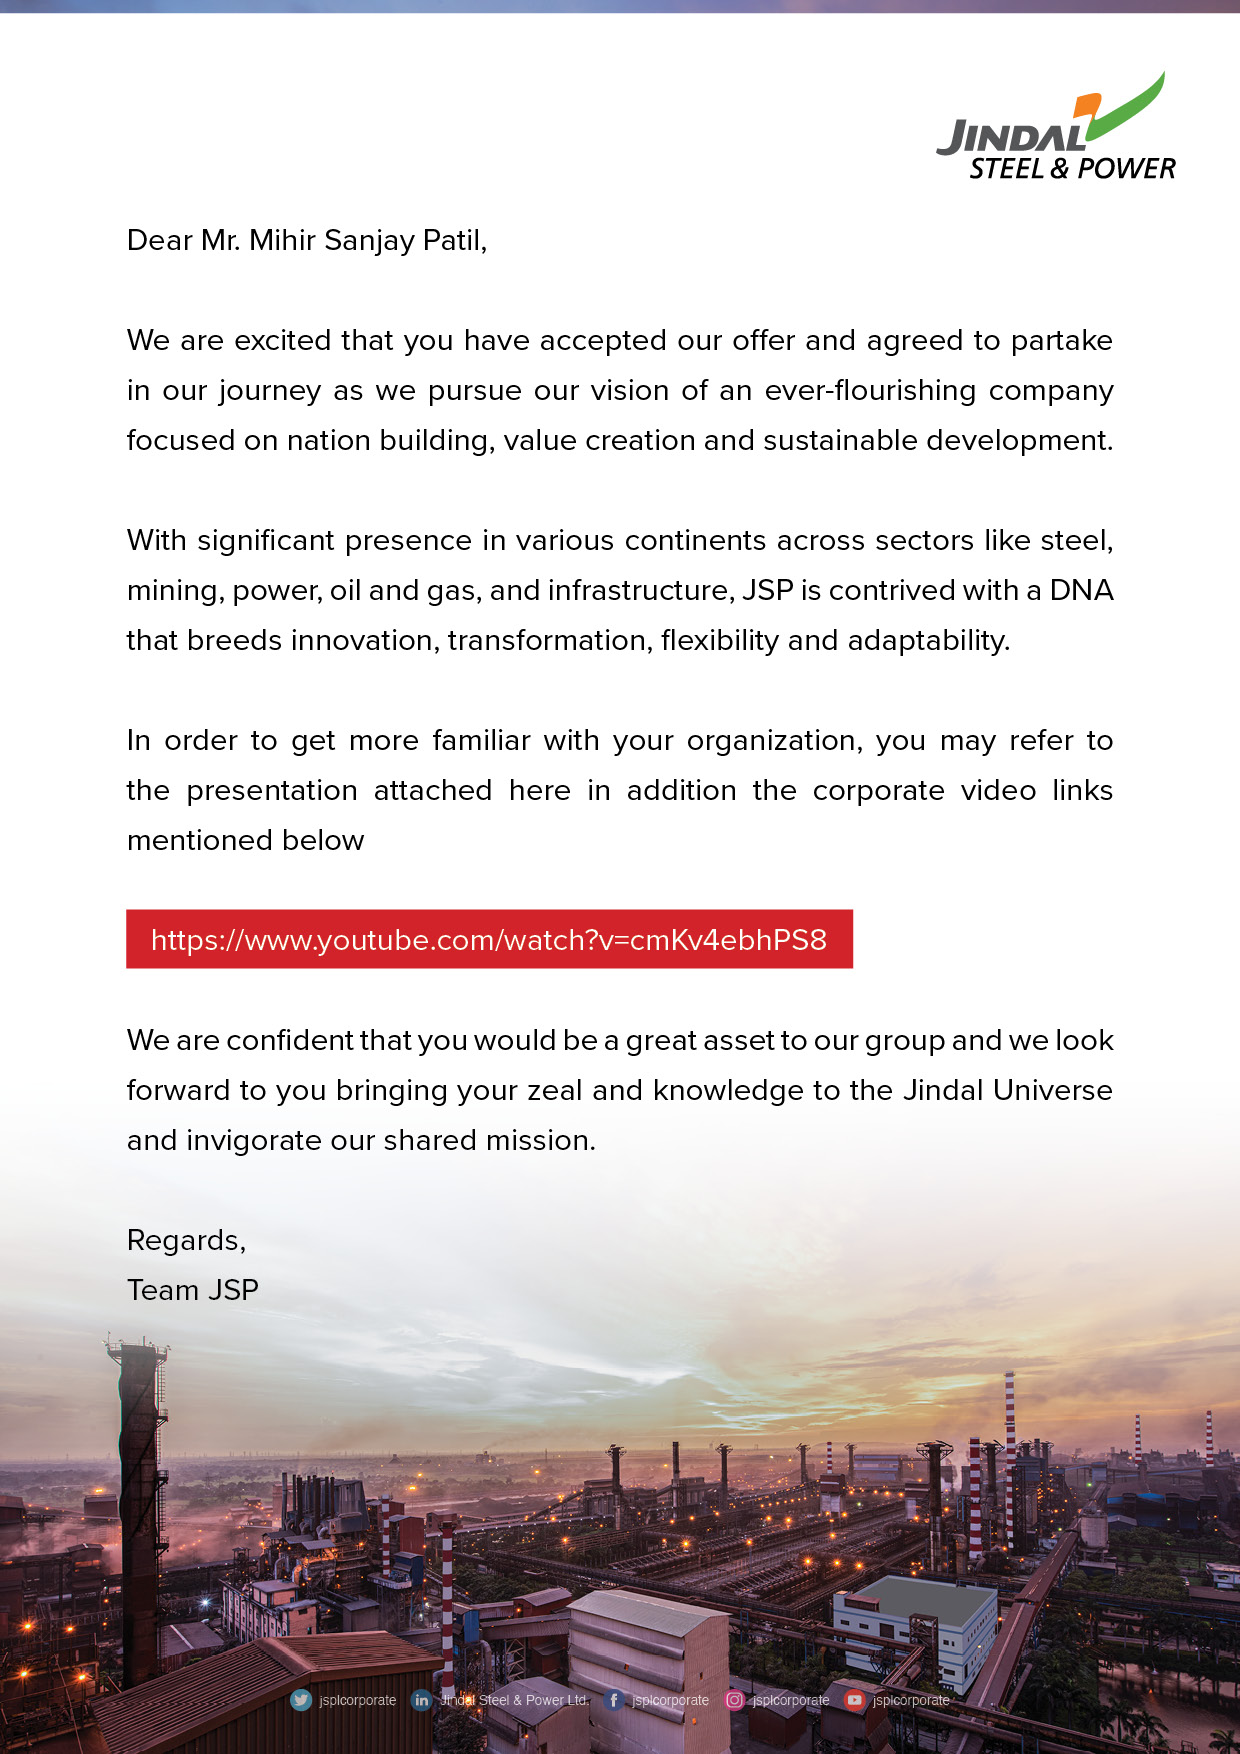 JINDAL
STEEL & POWER
Dear Mr. Mihir Sanjay Patil,
We are excited that you have accepted our offer and agreed to partake
in our journey as we pursue our vision of an ever-flourishing company
focused on nation building, value creation and sustainable development.
With significant presence in various continents across sectors like steel,
mining, power, oil and gas, and infrastructure, JSP is contrived with a DNA
that breeds innovation, transformation, flexibility and adaptability.
In order to get more familiar with your organization, you may refer to
the presentation attached here in addition the corporate video links
mentioned below
https://www.youtube.com/watch?v=cmKv4ebhPS8
We are confident that you would be a great asset to our group and we look
forward to you bringing your zeal and knowledge to the Jindal Universe
and invigorate our shared mission.
Regards,
Team JSP
jsplcorporate Jindal Steel & Power Ltd. jsplcorporate jsplcorporate jsplcorporate